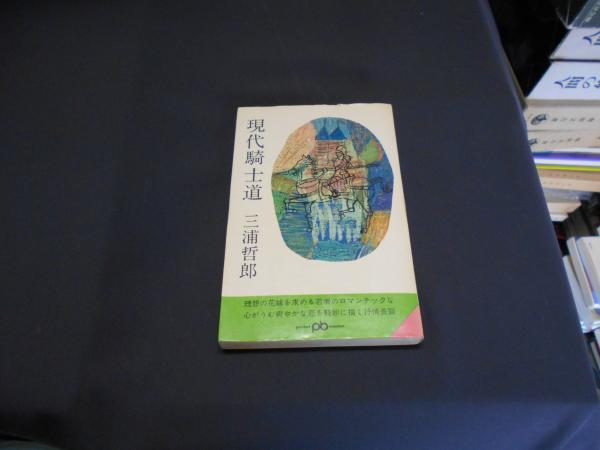 現代騎士道
三浦哲郎
理想の花嫁を求める若者のロマンチックな
心がうむ爽やかな恋を軽妙に描く抒情長篇
pocket pb